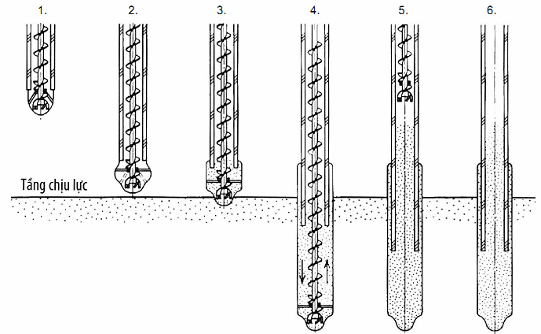 1. 2. 3. 4. 5. 6.
Tầng chịu lực